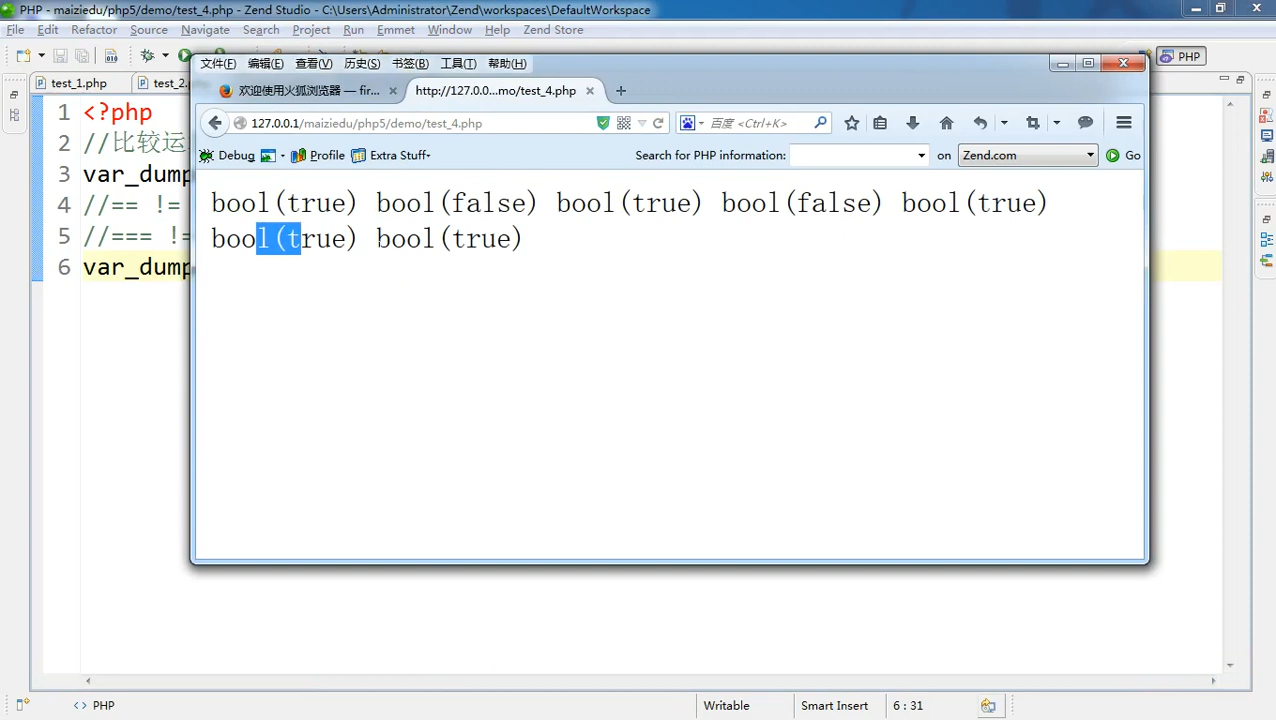 PHP - maiziedu/php5/demo/test_4.php - Zend Studio - C:\Users\Administrator\Zend\workspaces\DefaultWorkspace
File Edit Refactor Source Navigate Search Project Run Emmet Window Help Zend Store
PHP
test_1.php test_2.
文件(F) 编辑(E) 查看(V) 历史(S) 书签(B) 工具(T) 帮助(H)
欢迎使用火狐浏览器 — fir... http://127.0.0...mo/test_4.php
127.0.0.1/maiziedu/php5/demo/test_4.php 百度 <Ctrl+K>
Debug Profile Extra Stuff Search for PHP information: on Zend.com Go
bool(true) bool(false) bool(true) bool(false) bool(true)
bool(true) bool(true)
1 <?php
2 //比较运
3 var_dump
4 //== !=
5 //=== !=
6 var_dump
<> PHP Writable Smart Insert 6 : 31